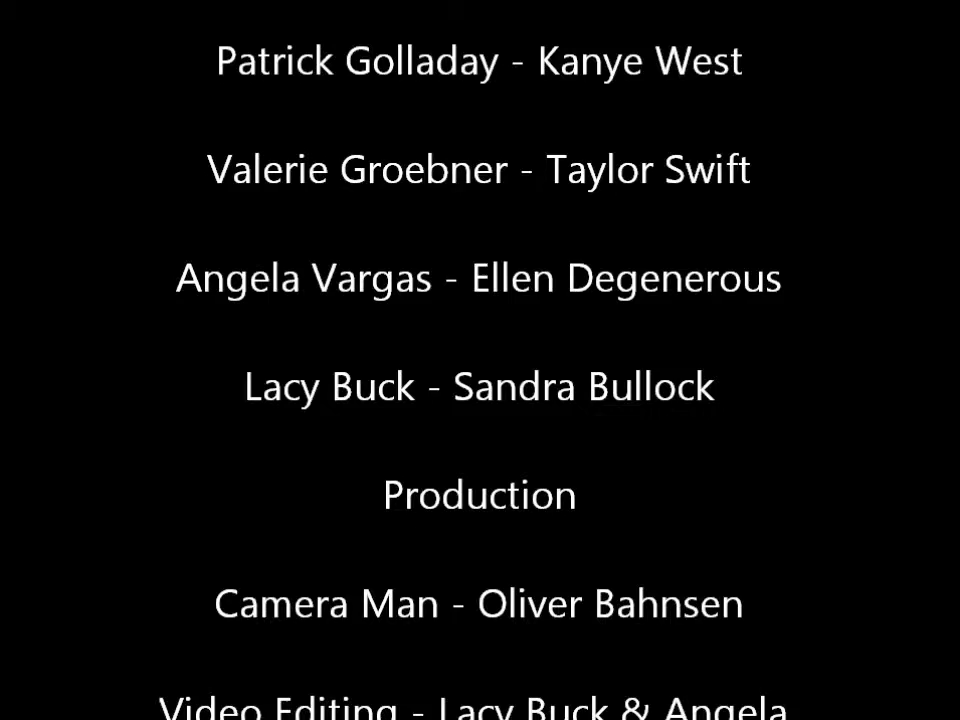 Patrick Golladay - Kanye West
Valerie Groebner - Taylor Swift
Angela Vargas - Ellen Degenerous
Lacy Buck - Sandra Bullock
Production
Camera Man - Oliver Bahnsen
Video Editing - Lacy Buck & Angela